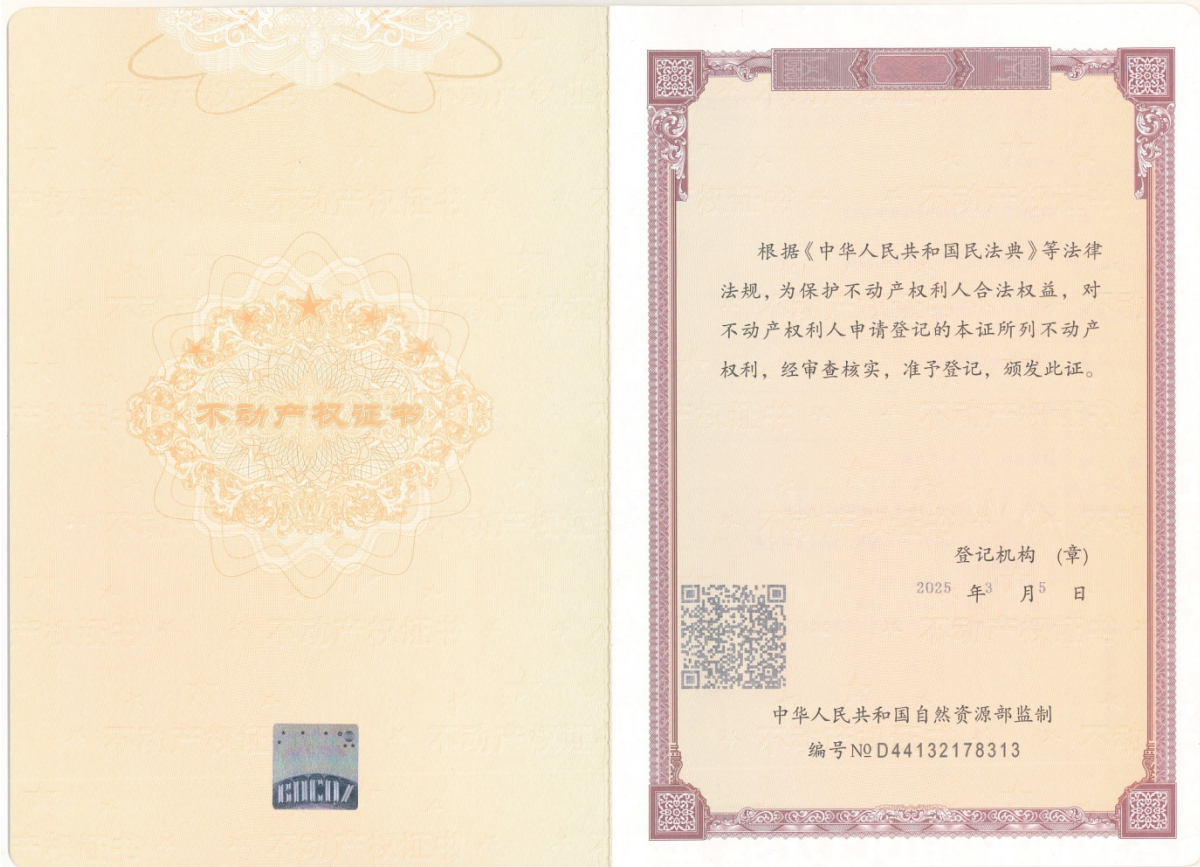 不动产权证书
根据《中华人民共和国民法典》等法律
法规，为保护不动产权利人合法权益，对
不动产权利人申请登记的本证所列不动产
权利，经审查核实，准予登记，颁发此证。
登记机构 (章)
2025 年3 月5 日
中华人民共和国自然资源部监制
编号№D44132178313